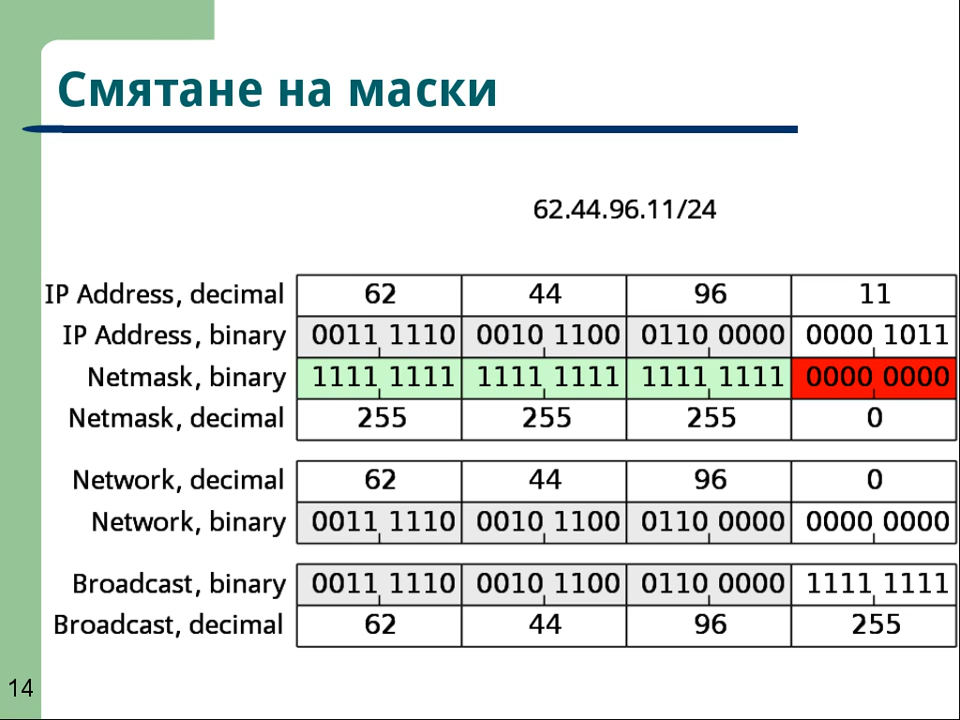 Смятане на маски
62.44.96.11/24
IP Address, decimal 62 44 96 11
IP Address, binary 0011 1110 0010 1100 0110 0000 0000 1011
Netmask, binary 1111 1111 1111 1111 1111 1111 0000 0000
Netmask, decimal 255 255 255 0
Network, decimal 62 44 96 0
Network, binary 0011 1110 0010 1100 0110 0000 0000 0000
Broadcast, binary 0011 1110 0010 1100 0110 0000 1111 1111
Broadcast, decimal 62 44 96 255
14